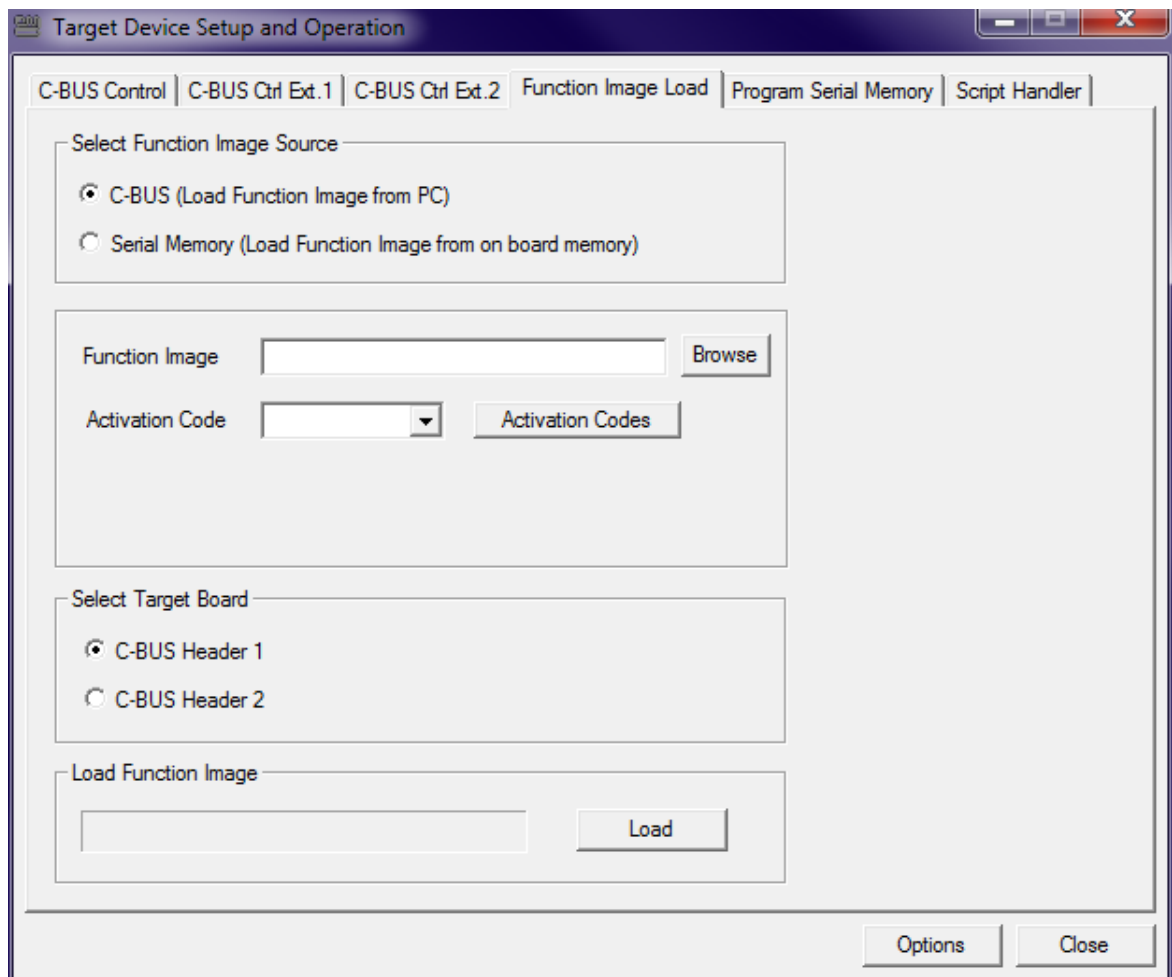 Target Device Setup and Operation
C-BUS Control C-BUS Ctrl Ext.1 C-BUS Ctrl Ext.2 Function Image Load Program Serial Memory Script Handler
Select Function Image Source
C-BUS (Load Function Image from PC)
Serial Memory (Load Function Image from on board memory)
Function Image Browse
Activation Code Activation Codes
Select Target Board
C-BUS Header 1
C-BUS Header 2
Load Function Image
Load
Options Close